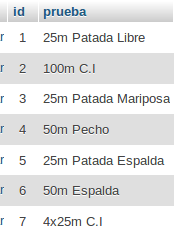 id prueba
r 1 25m Patada Libre
r 2 100m C.I
r 3 25m Patada Mariposa
r 4 50m Pecho
r 5 25m Patada Espalda
r 6 50m Espalda
r 7 4x25m C.I